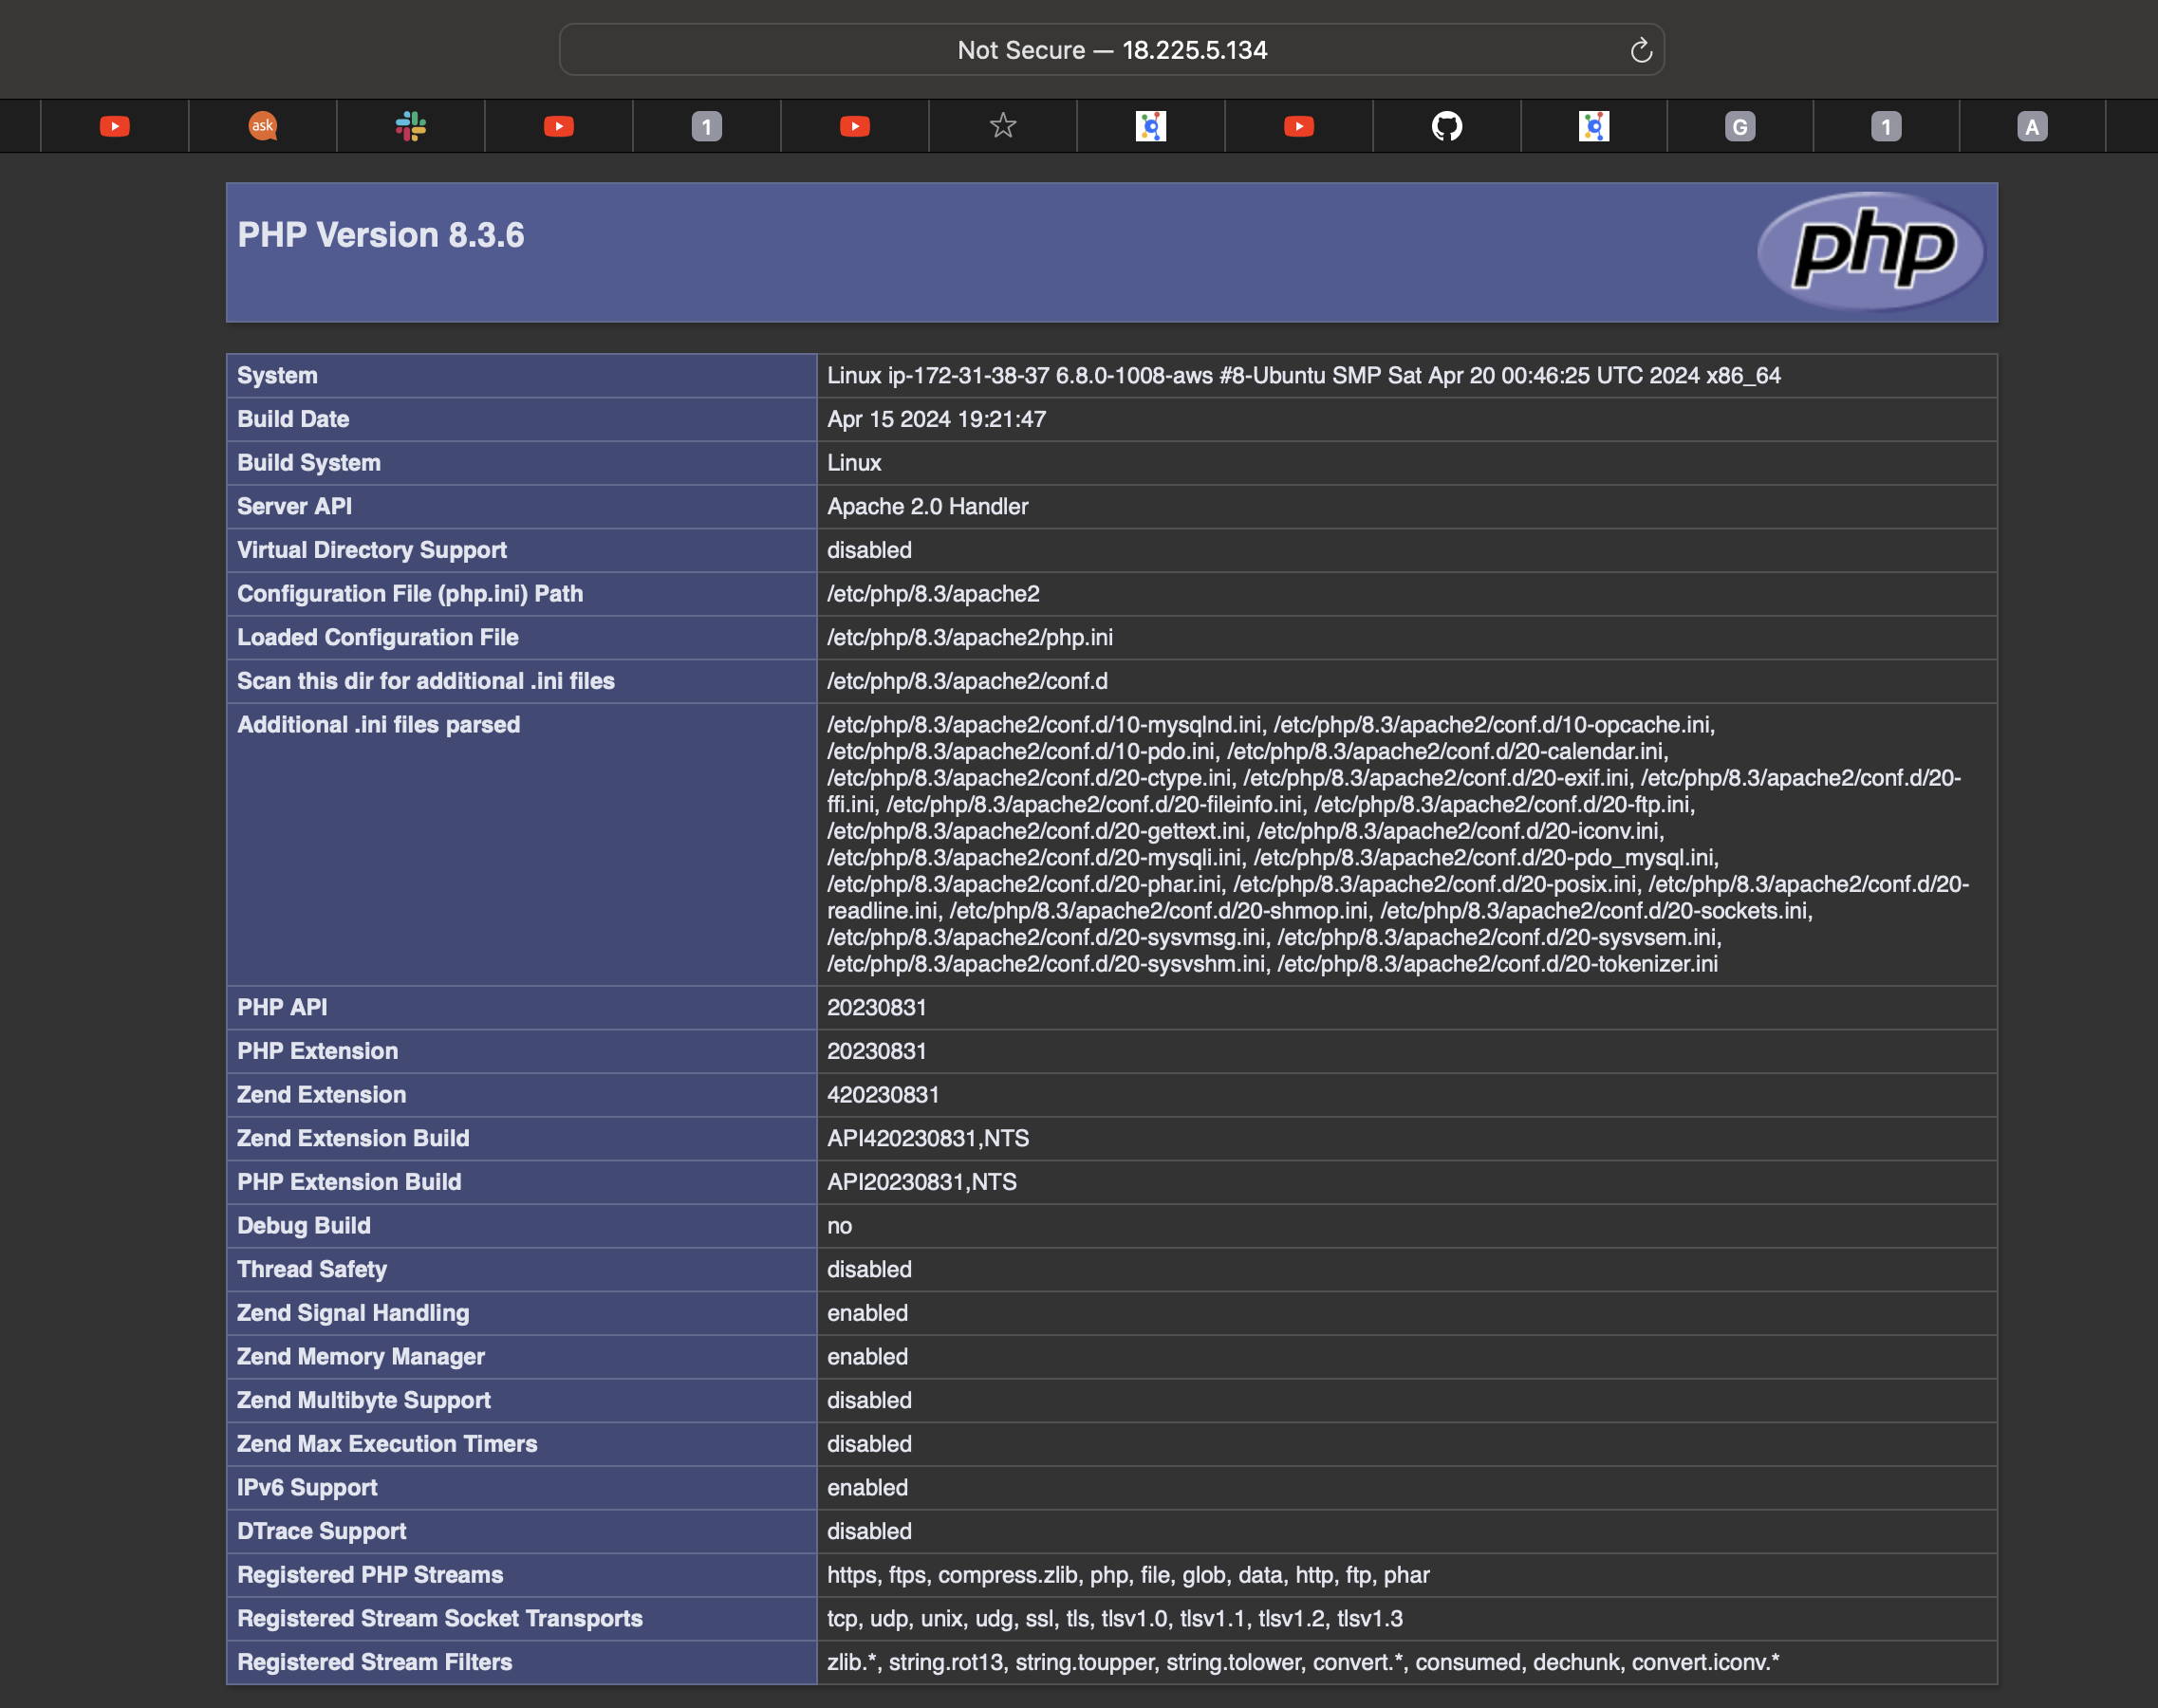 Not Secure — 18.225.5.134
ask
1
G
1
A
PHP Version 8.3.6
php
System
Linux ip-172-31-38-37 6.8.0-1008-aws #8-Ubuntu SMP Sat Apr 20 00:46:25 UTC 2024 x86_64
Build Date
Apr 15 2024 19:21:47
Build System
Linux
Server API
Apache 2.0 Handler
Virtual Directory Support
disabled
Configuration File (php.ini) Path
/etc/php/8.3/apache2
Loaded Configuration File
/etc/php/8.3/apache2/php.ini
Scan this dir for additional .ini files
/etc/php/8.3/apache2/conf.d
Additional .ini files parsed
/etc/php/8.3/apache2/conf.d/10-mysqlnd.ini, /etc/php/8.3/apache2/conf.d/10-opcache.ini,
/etc/php/8.3/apache2/conf.d/10-pdo.ini, /etc/php/8.3/apache2/conf.d/20-calendar.ini,
/etc/php/8.3/apache2/conf.d/20-ctype.ini, /etc/php/8.3/apache2/conf.d/20-exif.ini, /etc/php/8.3/apache2/conf.d/20-
ffi.ini, /etc/php/8.3/apache2/conf.d/20-fileinfo.ini, /etc/php/8.3/apache2/conf.d/20-ftp.ini,
/etc/php/8.3/apache2/conf.d/20-gettext.ini, /etc/php/8.3/apache2/conf.d/20-iconv.ini,
/etc/php/8.3/apache2/conf.d/20-mysqli.ini, /etc/php/8.3/apache2/conf.d/20-pdo_mysql.ini,
/etc/php/8.3/apache2/conf.d/20-phar.ini, /etc/php/8.3/apache2/conf.d/20-posix.ini, /etc/php/8.3/apache2/conf.d/20-
readline.ini, /etc/php/8.3/apache2/conf.d/20-shmop.ini, /etc/php/8.3/apache2/conf.d/20-sockets.ini,
/etc/php/8.3/apache2/conf.d/20-sysvmsg.ini, /etc/php/8.3/apache2/conf.d/20-sysvsem.ini,
/etc/php/8.3/apache2/conf.d/20-sysvshm.ini, /etc/php/8.3/apache2/conf.d/20-tokenizer.ini
PHP API
20230831
PHP Extension
20230831
Zend Extension
420230831
Zend Extension Build
API420230831,NTS
PHP Extension Build
API20230831,NTS
Debug Build
no
Thread Safety
disabled
Zend Signal Handling
enabled
Zend Memory Manager
enabled
Zend Multibyte Support
disabled
Zend Max Execution Timers
disabled
IPv6 Support
enabled
DTrace Support
disabled
Registered PHP Streams
https, ftps, compress.zlib, php, file, glob, data, http, ftp, phar
Registered Stream Socket Transports
tcp, udp, unix, udg, ssl, tls, tlsv1.0, tlsv1.1, tlsv1.2, tlsv1.3
Registered Stream Filters
zlib.*, string.rot13, string.toupper, string.tolower, convert.*, consumed, dechunk, convert.iconv.*